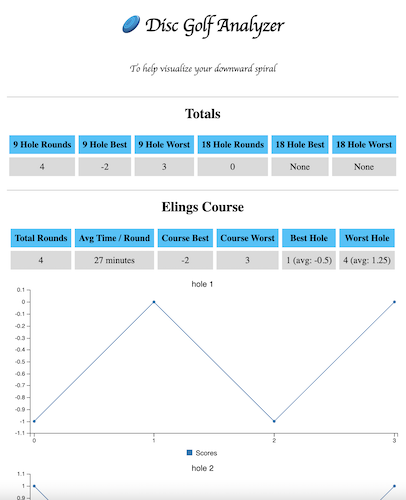 Disc Golf Analyzer
To help visualize your downward spiral
Totals
9 Hole Rounds 9 Hole Best 9 Hole Worst 18 Hole Rounds 18 Hole Best 18 Hole Worst
4 -2 3 0 None None
Elings Course
Total Rounds Avg Time / Round Course Best Course Worst Best Hole Worst Hole
4 27 minutes -2 3 1 (avg: -0.5) 4 (avg: 1.25)
hole 1
0.1
0
-0.1
-0.2
-0.3
-0.4
-0.5
-0.6
-0.7
-0.8
-0.9
-1
-1.1
0 1 2 3
Scores
hole 2
1.1
1
0.9